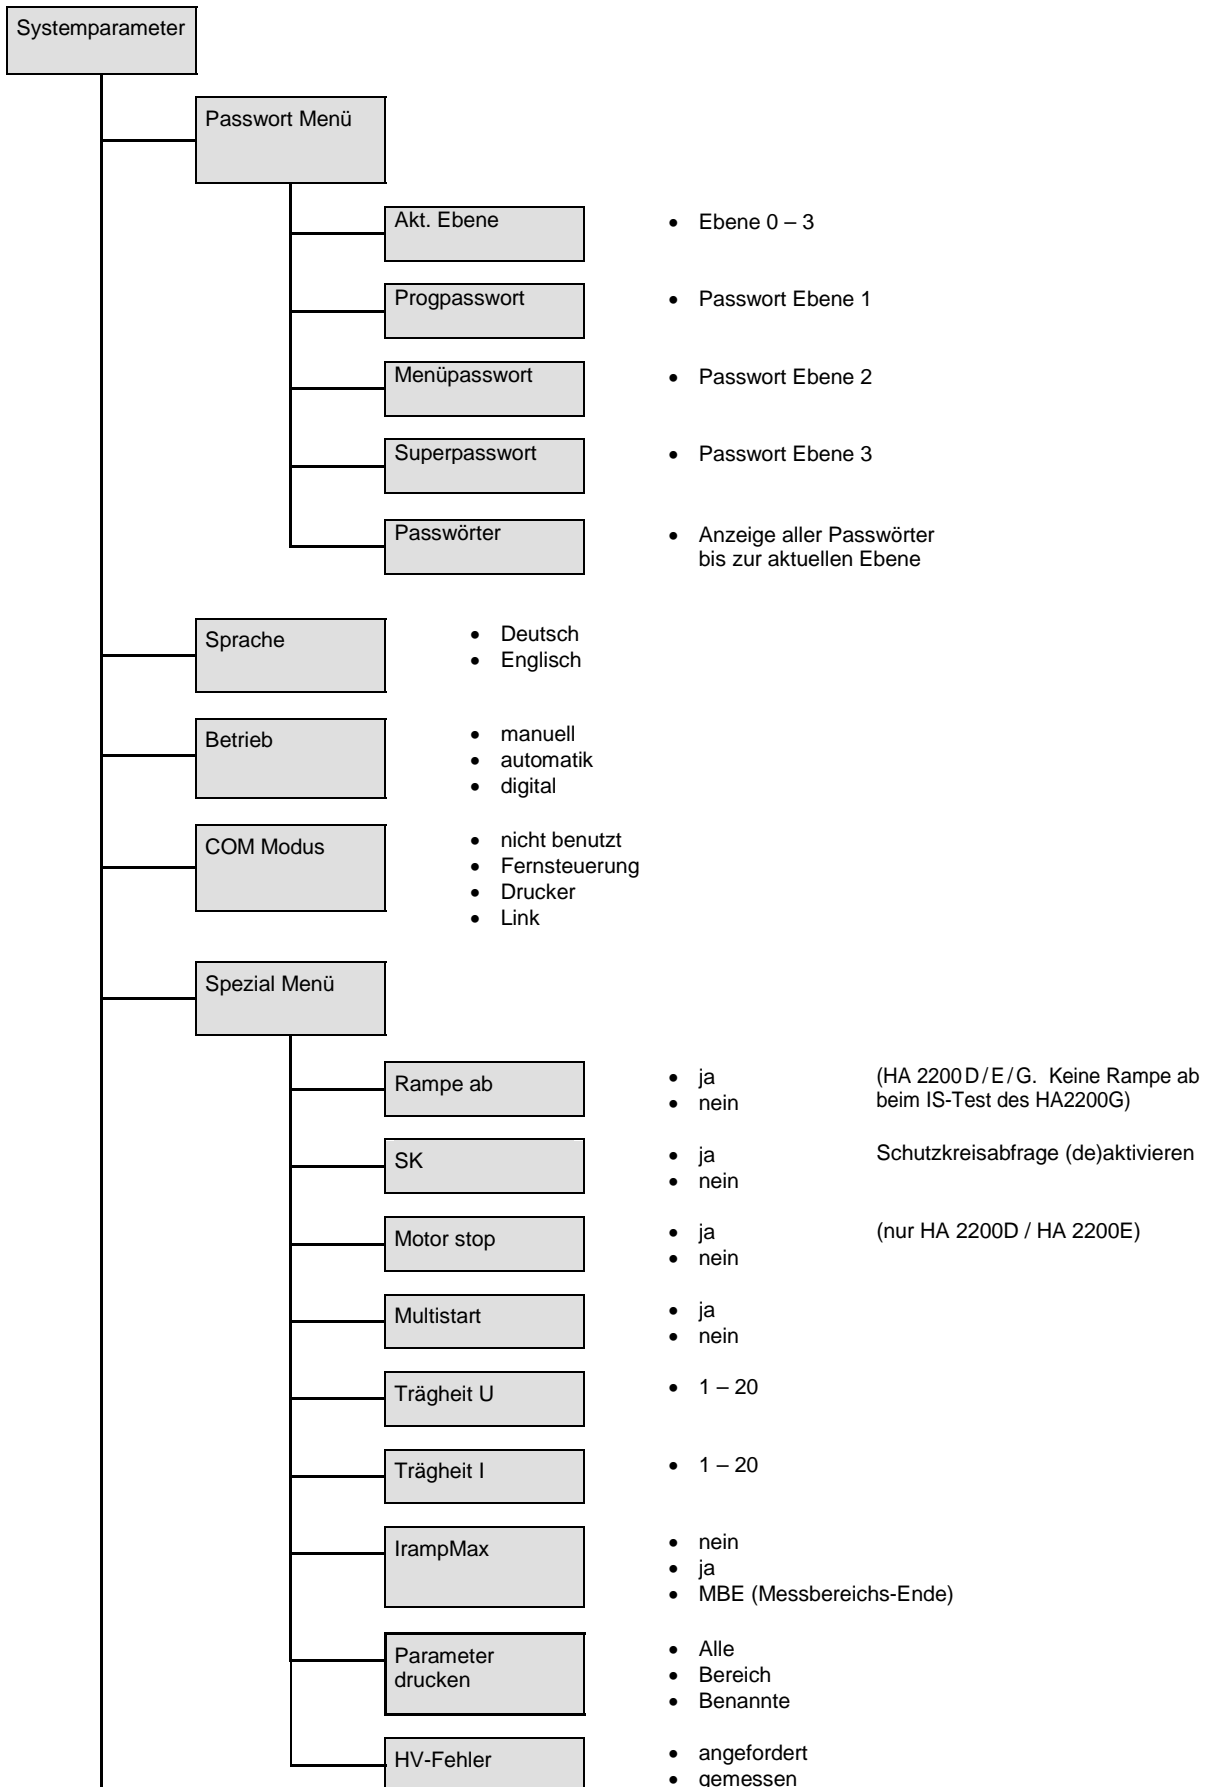 Systemparameter
Passwort Menü
Akt. Ebene
• Ebene 0 – 3
Progpasswort
• Passwort Ebene 1
Menüpasswort
• Passwort Ebene 2
Superpasswort
• Passwort Ebene 3
Passwörter
• Anzeige aller Passwörter
bis zur aktuellen Ebene
Sprache
• Deutsch
• Englisch
Betrieb
• manuell
• automatik
• digital
COM Modus
• nicht benutzt
• Fernsteuerung
• Drucker
• Link
Spezial Menü
Rampe ab
• ja
• nein
(HA 2200D/E/G. Keine Rampe ab
beim IS-Test des HA2200G)
SK
• ja
• nein
Schutzkreisabfrage (de)aktivieren
Motor stop
• ja
• nein
(nur HA 2200D / HA 2200E)
Multistart
• ja
• nein
Trägheit U
• 1 – 20
Trägheit I
• 1 – 20
IrampMax
• nein
• ja
• MBE (Messbereichs-Ende)
Parameter
drucken
• Alle
• Bereich
• Benannte
HV-Fehler
• angefordert
• gemessen